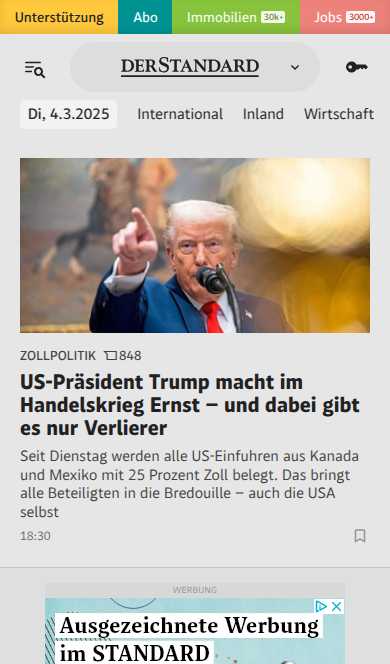 Unterstützung Abo Immobilien 30k+ Jobs 3000+
DERSTANDARD
Di, 4.3.2025 International Inland Wirtschaft
ZOLLPOLITIK 848
US-Präsident Trump macht im
Handelskrieg Ernst – und dabei gibt
es nur Verlierer
Seit Dienstag werden alle US-Einfuhren aus Kanada
und Mexiko mit 25 Prozent Zoll belegt. Das bringt
alle Beteiligten in die Bredouille – auch die USA
selbst
18:30
WERBUNG
Ausgezeichnete Werbung
im STANDARD